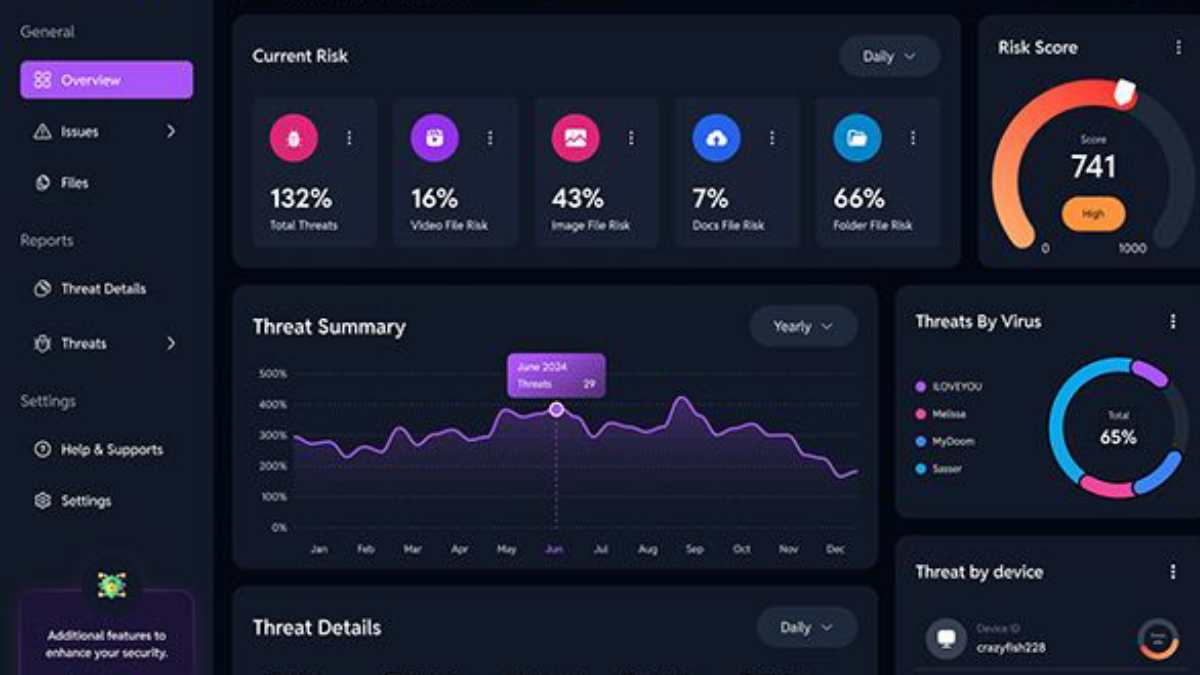 General
Overview
Issues
Files
Reports
Threat Details
Threats
Settings
Help & Supports
Settings
Additional features to
enhance your security.
Current Risk
Daily
132%
Total Threats
16%
Video File Risk
43%
Image File Risk
7%
Docs File Risk
66%
Folder File Risk
Risk Score
Score
741
High
0
1000
Threat Summary
Yearly
500%
400%
300%
200%
100%
0%
June 2024
Threats 29
Jan Feb Mar Apr May Jun Jul Aug Sep Oct Nov Dec
Threats By Virus
ILOVEYOU
Melissa
MyDoom
Sasser
Total
65%
Threat Details
Daily
Threat by device
Device ID
crazyfish228